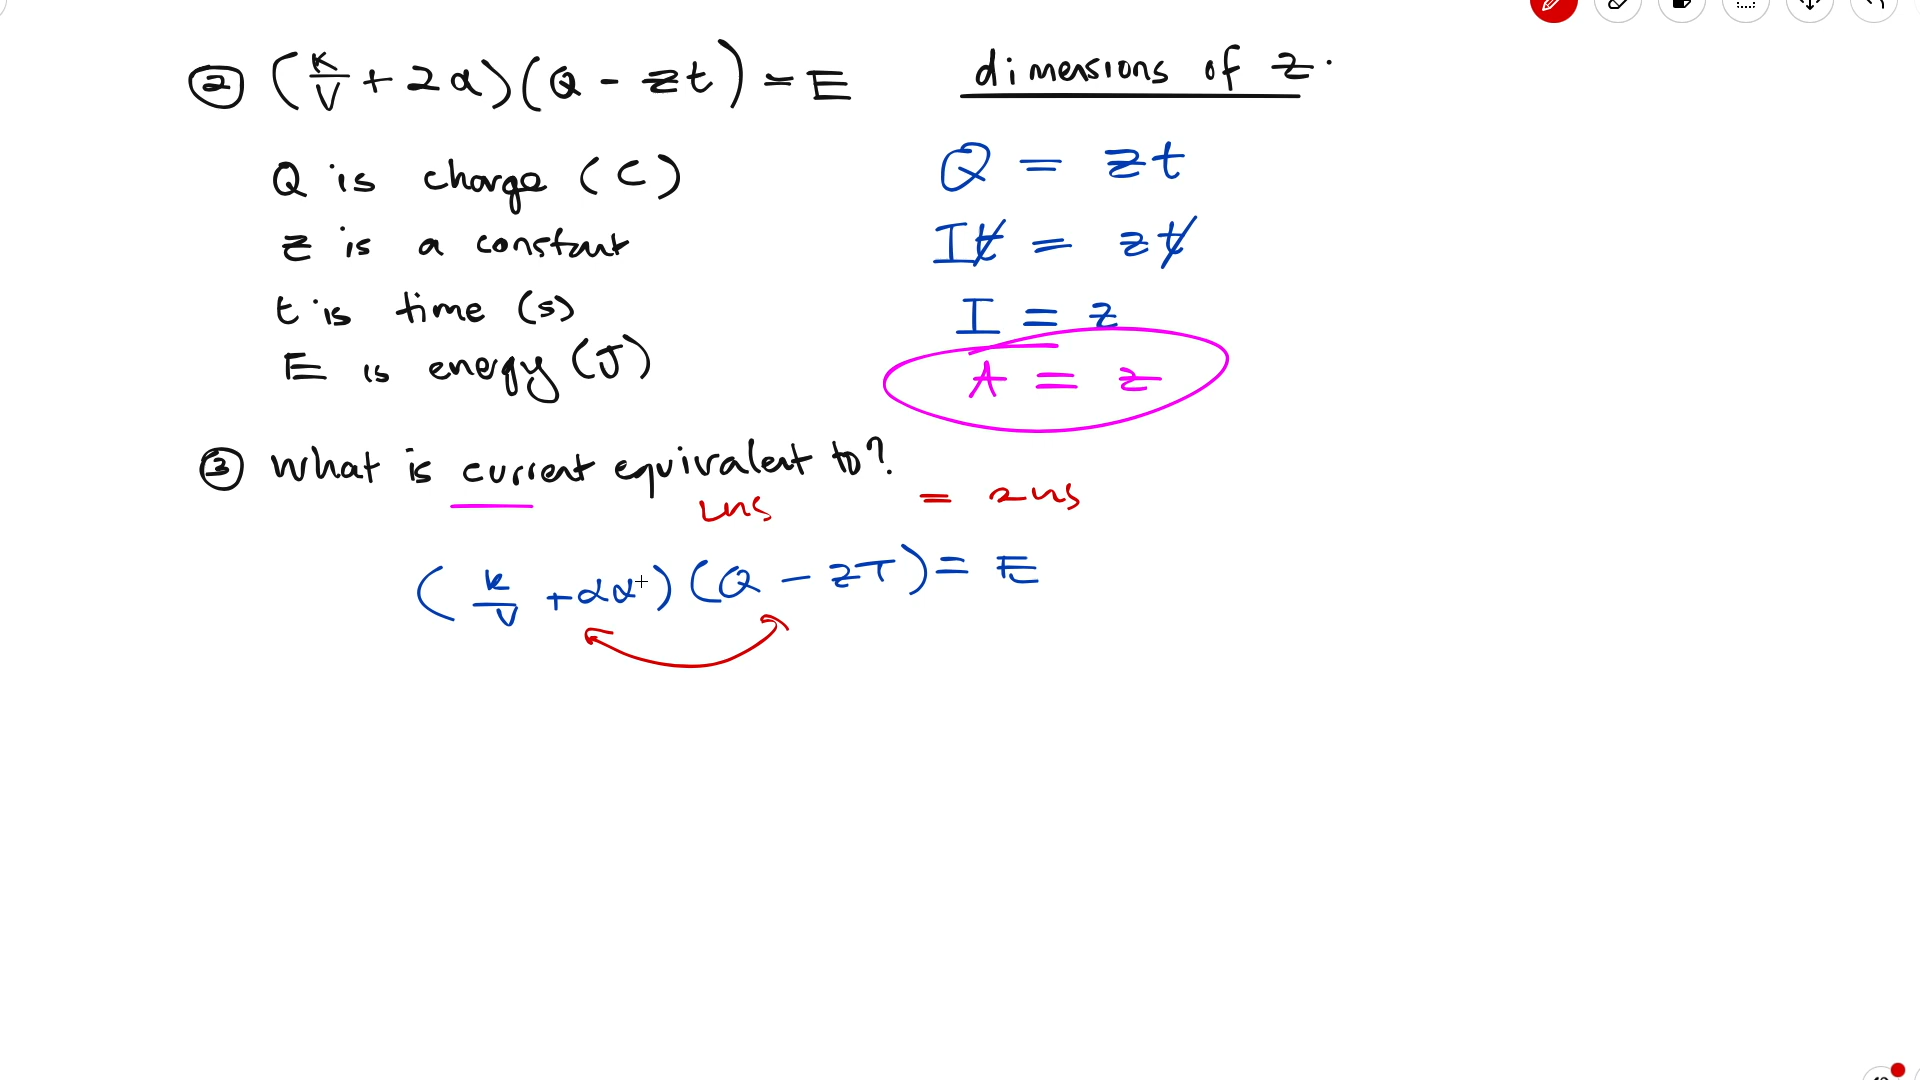 ② (K/V + 2α)(Q - zt) = E
dimensions of z.
Q is charge (C)
z is a constant
t is time (s)
E is energy (J)
Q = zt
It = zt
I = z
A = z
③ What is current equivalent to?
LHS = RHS
(k/V + 2α)(Q - zT) = E